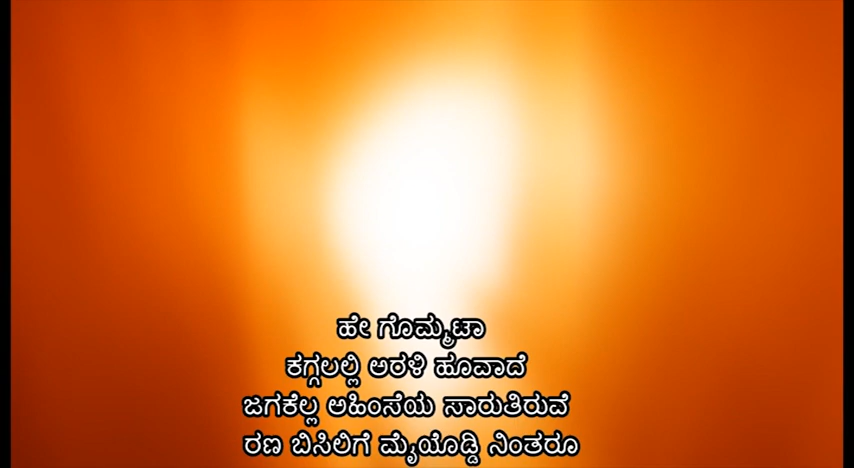 ಹೇ ಗೊಮ್ಮಟಾ
ಕಗ್ಗಲಲ್ಲಿ ಅರಳಿ ಹೂವಾದೆ
ಜಗಕೆಲ್ಲ ಅಹಿಂಸೆಯ ಸಾರುತಿರುವೆ
ರಣ ಬಿಸಿಲಿಗೆ ಮೈಯೊಡ್ಡಿ ನಿಂತರೂ